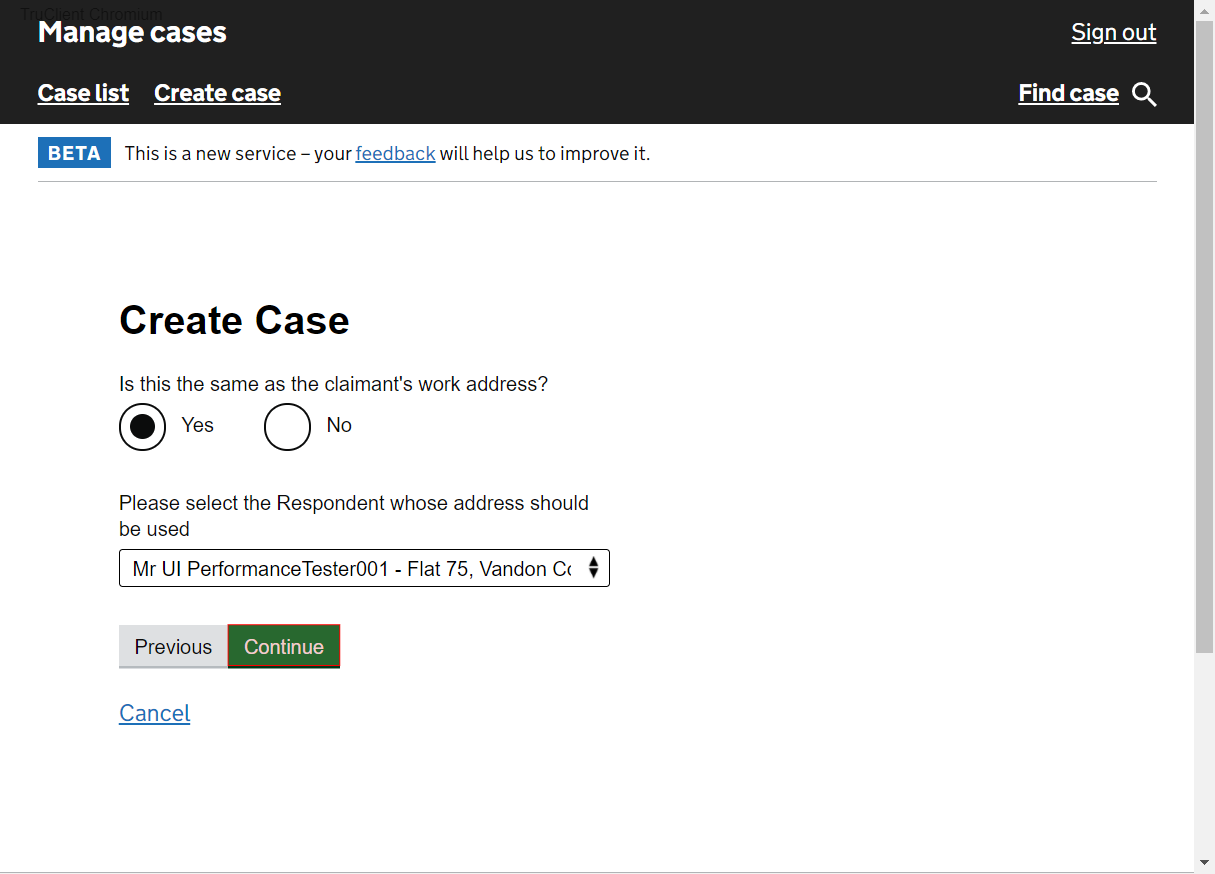 TruClient Chromium
Manage cases
Sign out
Case list Create case
Find case
BETA This is a new service – your feedback will help us to improve it.
Create Case
Is this the same as the claimant's work address?
Yes No
Please select the Respondent whose address should
be used
Mr UI PerformanceTester001 - Flat 75, Vandon
Previous Continue
Cancel